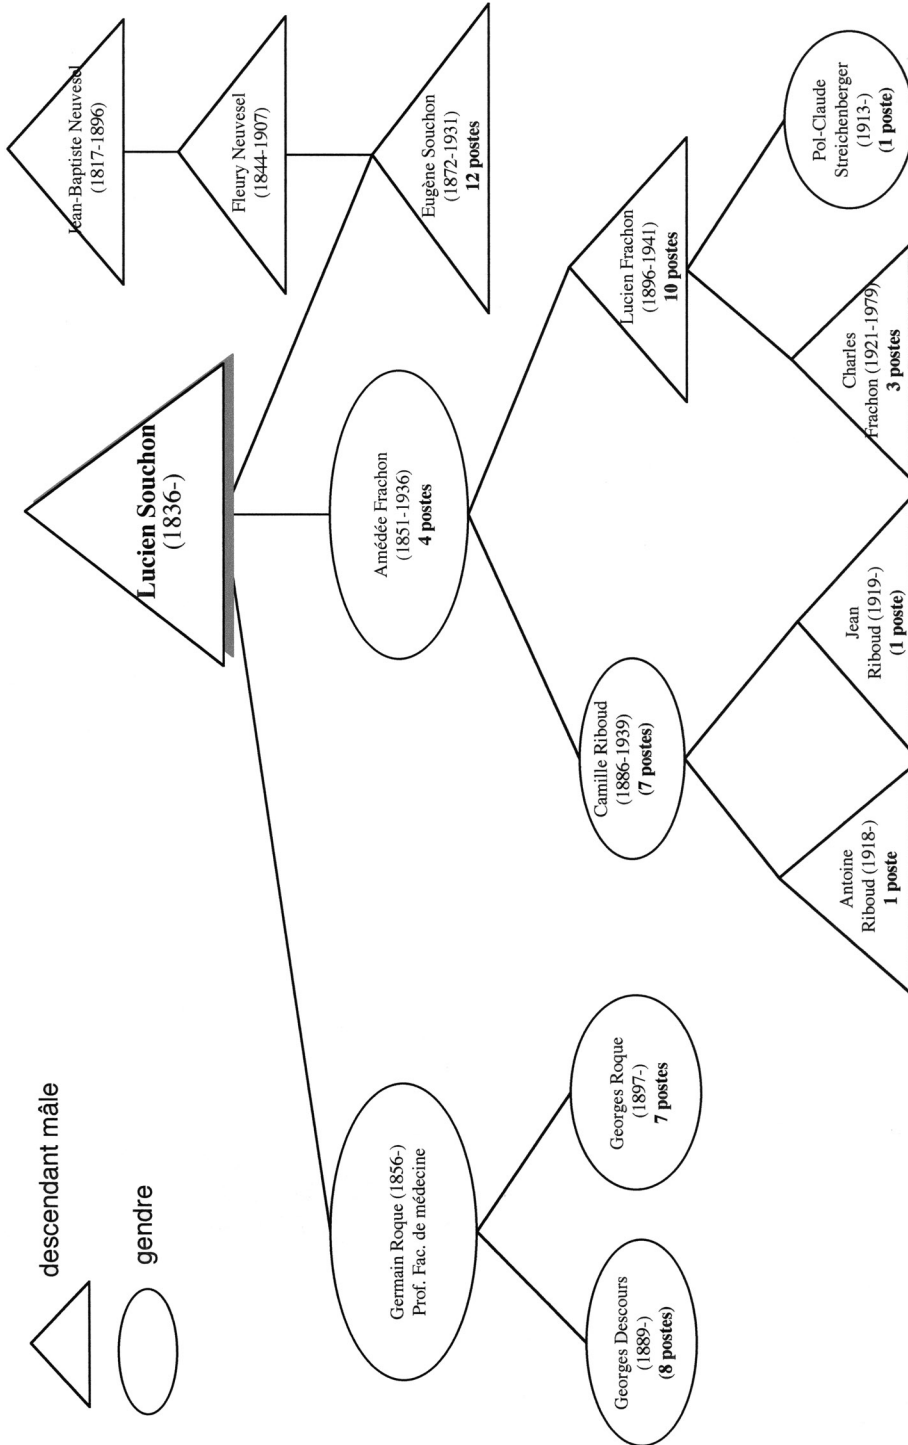 descendant mâle
gendre
Jean-Baptiste Neuvesel
(1817-1896)
Fleury Neuvesel
(1844-1907)
Lucien Souchon
(1836-)
Eugène Souchon
(1872-1931)
12 postes
Germain Roque (1856-)
Prof. Fac. de médecine
Amédée Frachon
(1851-1936)
4 postes
Georges Descours
(1889-)
(8 postes)
Georges Roque
(1897-)
7 postes
Camille Riboud
(1886-1939)
(7 postes)
Lucien Frachon
(1896-1941)
10 postes
Antoine
Riboud (1918-)
1 poste
Jean
Riboud (1919-)
(1 poste)
Charles
Frachon (1921-1979)
3 postes
Pol-Claude
Streichenberger
(1913-)
(1 poste)